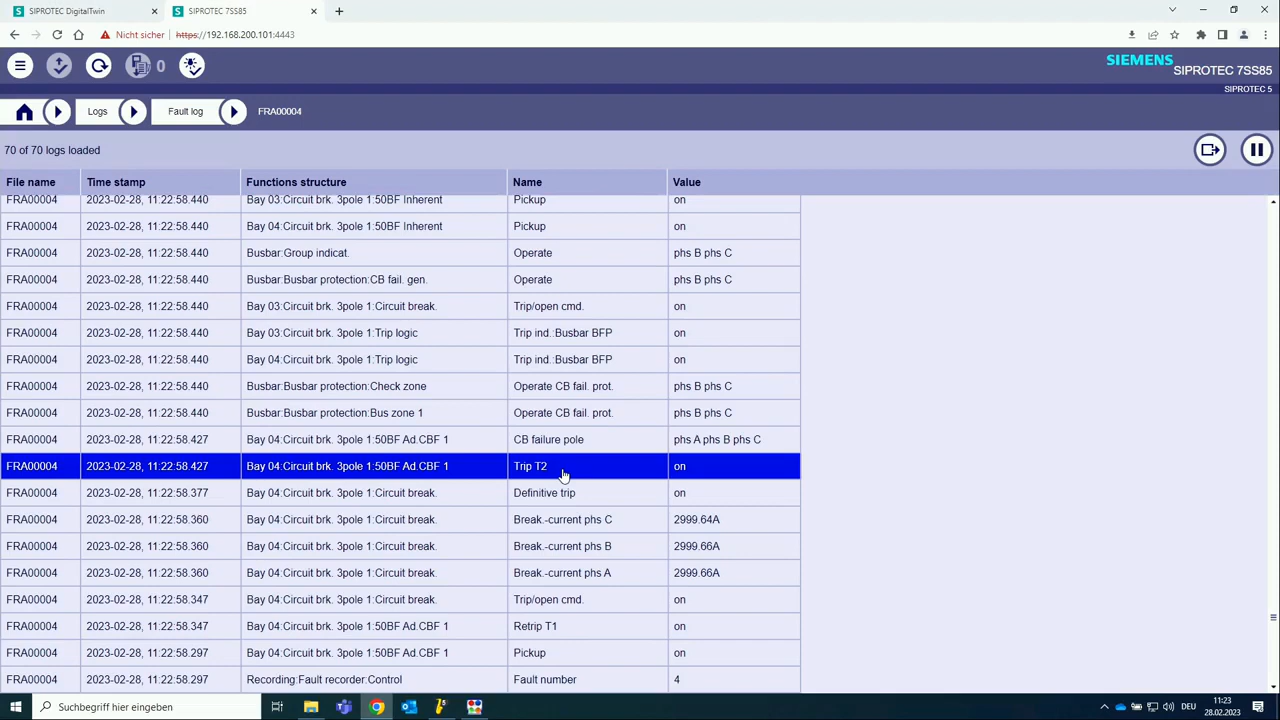 SIPROTEC DigitalTwin
SIPROTEC 7SS85
Nicht sicher https://192.168.200.101:4443
0
SIEMENS
SIPROTEC 7SS85
SIPROTEC 5
Logs Fault log FRA00004
70 of 70 logs loaded
File name Time stamp Functions structure Name Value
FRA00004 2023-02-28, 11:22:58.440 Bay 03:Circuit brk. 3pole 1:50BF Inherent Pickup on
FRA00004 2023-02-28, 11:22:58.440 Bay 04:Circuit brk. 3pole 1:50BF Inherent Pickup on
FRA00004 2023-02-28, 11:22:58.440 Busbar:Group indicat. Operate phs B phs C
FRA00004 2023-02-28, 11:22:58.440 Busbar:Busbar protection:CB fail. gen. Operate phs B phs C
FRA00004 2023-02-28, 11:22:58.440 Bay 03:Circuit brk. 3pole 1:Circuit break. Trip/open cmd. on
FRA00004 2023-02-28, 11:22:58.440 Bay 03:Circuit brk. 3pole 1:Trip logic Trip ind.:Busbar BFP on
FRA00004 2023-02-28, 11:22:58.440 Bay 04:Circuit brk. 3pole 1:Trip logic Trip ind.:Busbar BFP on
FRA00004 2023-02-28, 11:22:58.440 Busbar:Busbar protection:Check zone Operate CB fail. prot. phs B phs C
FRA00004 2023-02-28, 11:22:58.440 Busbar:Busbar protection:Bus zone 1 Operate CB fail. prot. phs B phs C
FRA00004 2023-02-28, 11:22:58.427 Bay 04:Circuit brk. 3pole 1:50BF Ad.CBF 1 CB failure pole phs A phs B phs C
FRA00004 2023-02-28, 11:22:58.427 Bay 04:Circuit brk. 3pole 1:50BF Ad.CBF 1 Trip T2 on
FRA00004 2023-02-28, 11:22:58.377 Bay 04:Circuit brk. 3pole 1:Circuit break. Definitive trip on
FRA00004 2023-02-28, 11:22:58.360 Bay 04:Circuit brk. 3pole 1:Circuit break. Break.-current phs C 2999.64A
FRA00004 2023-02-28, 11:22:58.360 Bay 04:Circuit brk. 3pole 1:Circuit break. Break.-current phs B 2999.66A
FRA00004 2023-02-28, 11:22:58.360 Bay 04:Circuit brk. 3pole 1:Circuit break. Break.-current phs A 2999.66A
FRA00004 2023-02-28, 11:22:58.347 Bay 04:Circuit brk. 3pole 1:Circuit break. Trip/open cmd. on
FRA00004 2023-02-28, 11:22:58.347 Bay 04:Circuit brk. 3pole 1:50BF Ad.CBF 1 Retrip T1 on
FRA00004 2023-02-28, 11:22:58.297 Bay 04:Circuit brk. 3pole 1:50BF Ad.CBF 1 Pickup on
FRA00004 2023-02-28, 11:22:58.297 Recording:Fault recorder:Control Fault number 4
Suchbegriff hier eingeben
DEU
11:23
28.02.2023